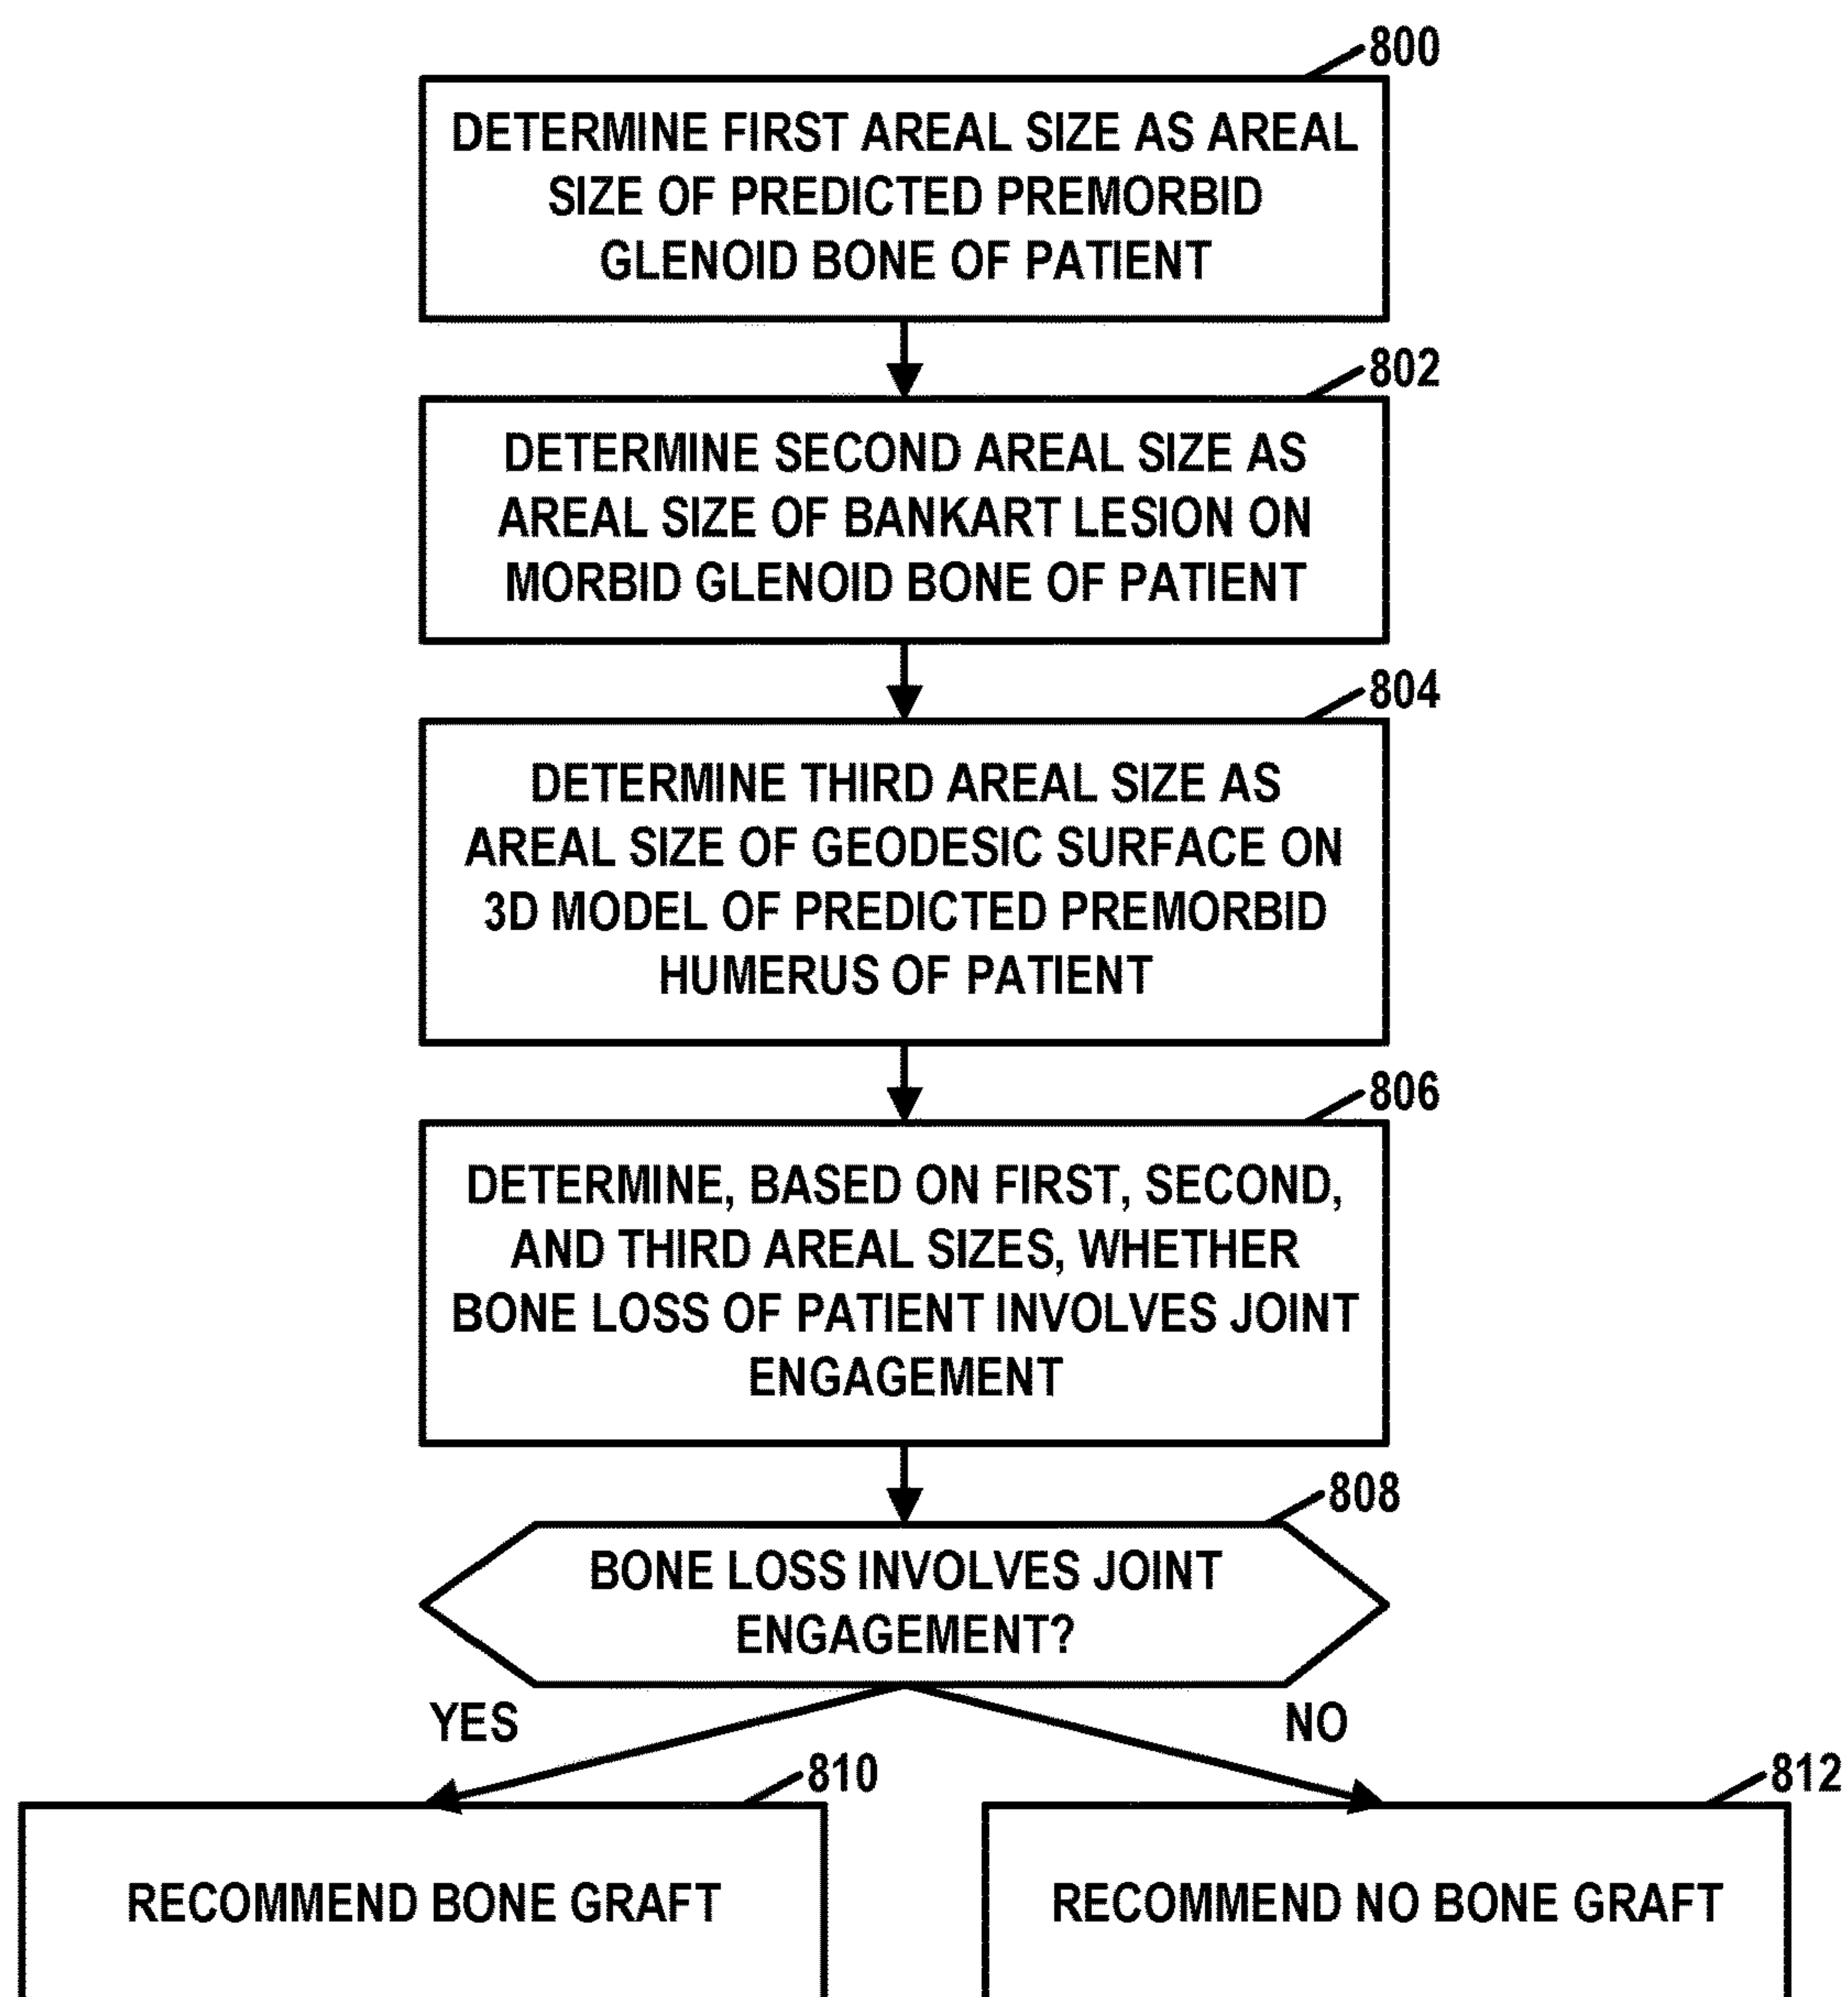 800
DETERMINE FIRST AREAL SIZE AS AREAL
SIZE OF PREDICTED PREMORBID
GLENOID BONE OF PATIENT
802
DETERMINE SECOND AREAL SIZE AS
AREAL SIZE OF BANKART LESION ON
MORBID GLENOID BONE OF PATIENT
804
DETERMINE THIRD AREAL SIZE AS
AREAL SIZE OF GEODESIC SURFACE ON
3D MODEL OF PREDICTED PREMORBID
HUMERUS OF PATIENT
806
DETERMINE, BASED ON FIRST, SECOND,
AND THIRD AREAL SIZES, WHETHER
BONE LOSS OF PATIENT INVOLVES JOINT
ENGAGEMENT
808
BONE LOSS INVOLVES JOINT
ENGAGEMENT?
YES
NO
810
812
RECOMMEND BONE GRAFT
RECOMMEND NO BONE GRAFT